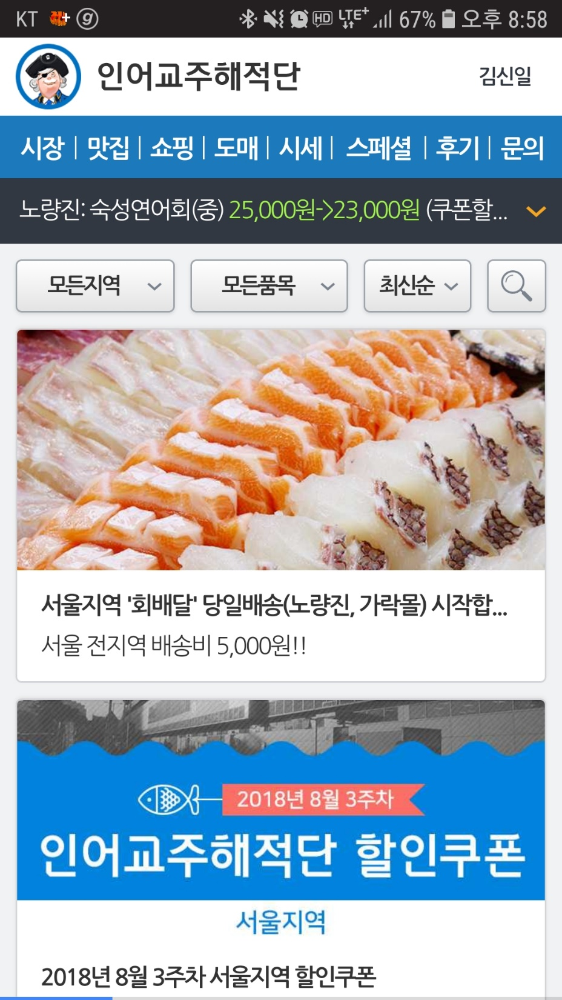 KT g HD LTE+ 67% 오후 8:58
인어교주해적단 김신일
시장 | 맛집 | 쇼핑 | 도매 | 시세 | 스페셜 | 후기 | 문의
노량진: 숙성연어회(중) 25,000원->23,000원 (쿠폰할...
모든지역 모든품목 최신순
서울지역 '회배달' 당일배송(노량진, 가락몰) 시작합...
서울 전지역 배송비 5,000원!!
2018년 8월 3주차
인어교주해적단 할인쿠폰
서울지역
2018년 8월 3주차 서울지역 할인쿠폰